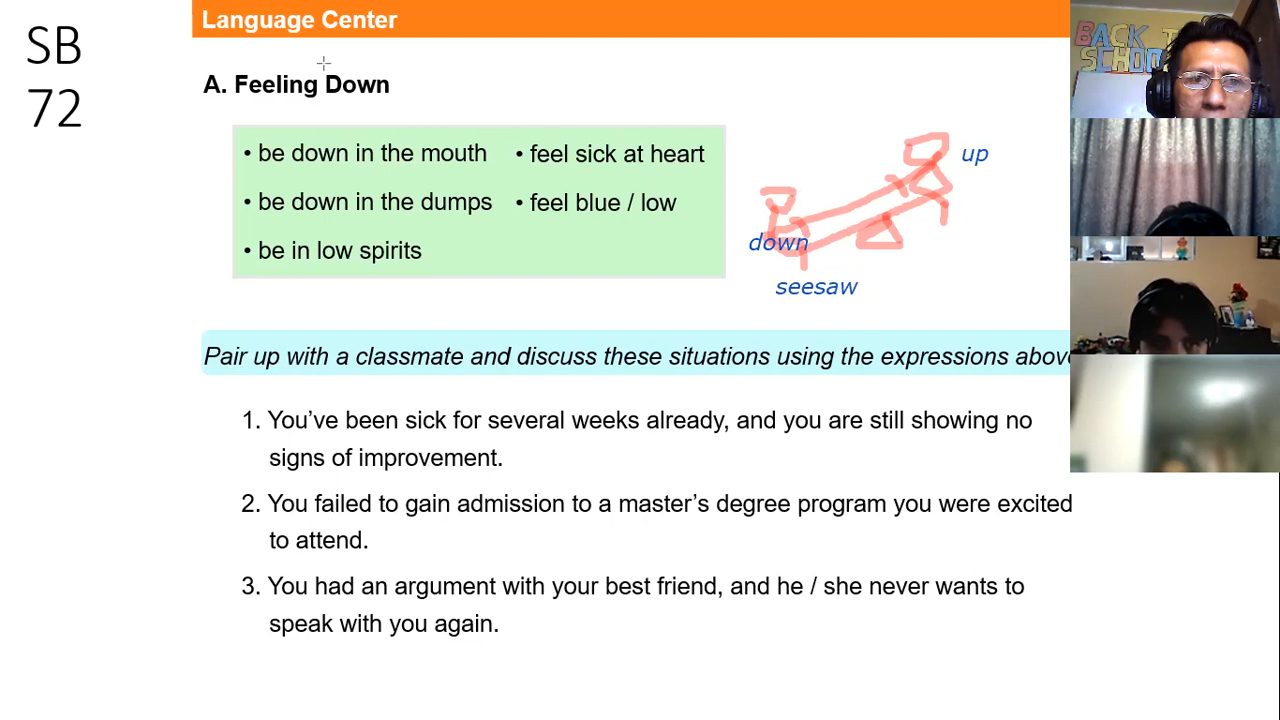 SB
72
Language Center
A. Feeling Down
• be down in the mouth
• feel sick at heart
• be down in the dumps
• feel blue / low
• be in low spirits
up
down
seesaw
Pair up with a classmate and discuss these situations using the expressions above
1. You’ve been sick for several weeks already, and you are still showing no
signs of improvement.
2. You failed to gain admission to a master’s degree program you were excited
to attend.
3. You had an argument with your best friend, and he / she never wants to
speak with you again.
BACK T
SCHOO